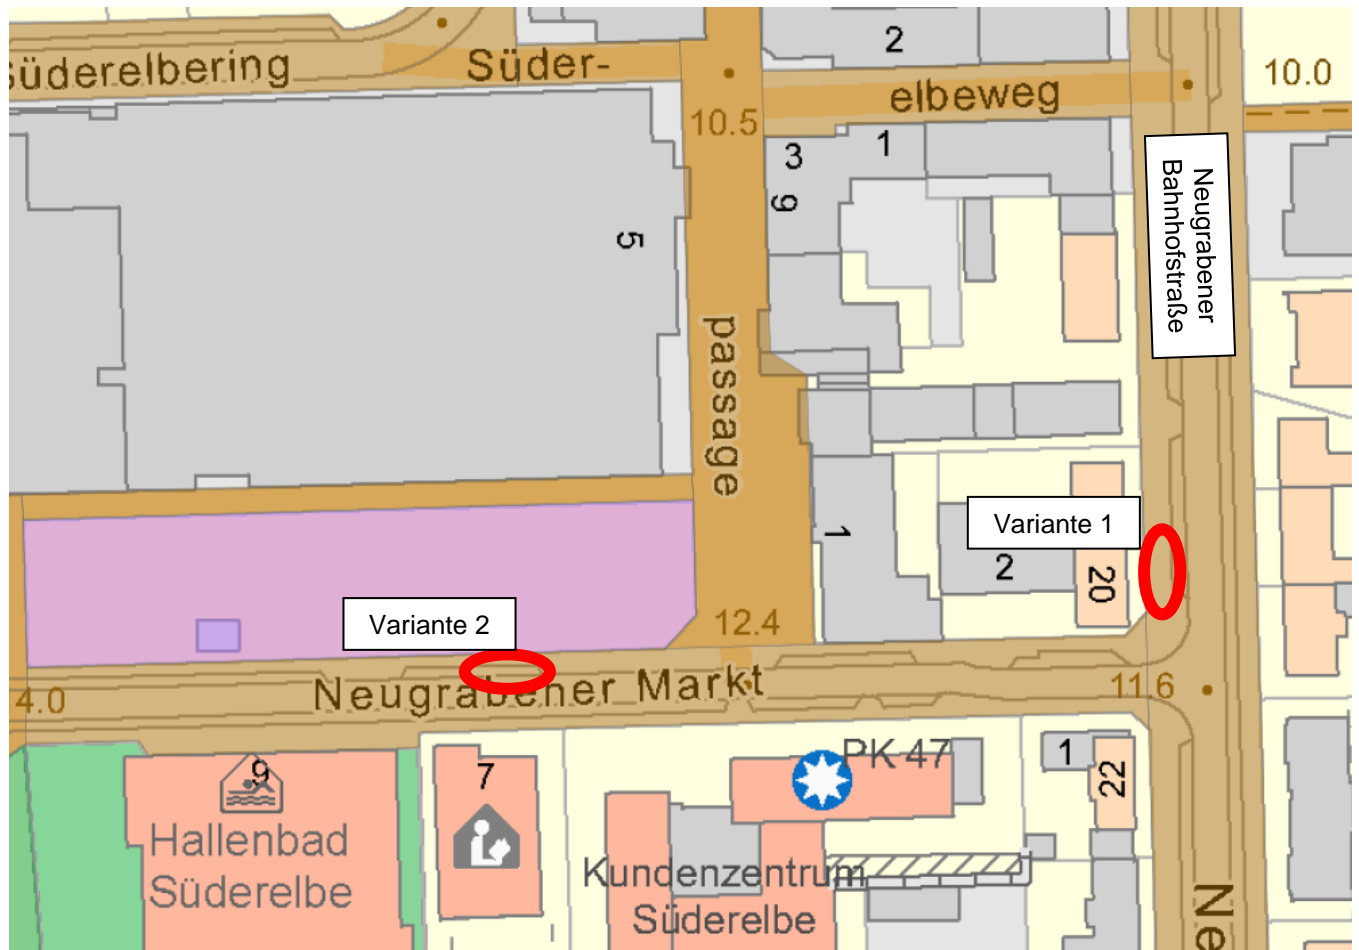 2
Süderelbering
Süder-
elbeweg
10.0
10.5
3
1
9
5
Neugrabener
Bahnhofstraße
passage
Variante 1
1
2
20
Variante 2
12.4
Neugrabener Markt
4.0
11.6
PK 47
9
7
1
22
Hallenbad
Süderelbe
Kundenzentrum
Süderelbe
Ne